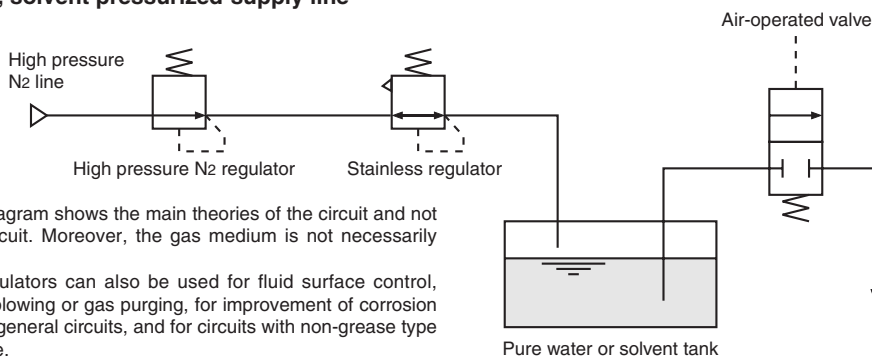 solvent pressurized supply line
Air-operated valve
High pressure
N2 line
High pressure N2 regulator
Stainless regulator
agram shows the main theories of the circuit and not
cuit. Moreover, the gas medium is not necessarily
ulators can also be used for fluid surface control,
blowing or gas purging, for improvement of corrosion
general circuits, and for circuits with non-grease type
e.
Pure water or solvent tank